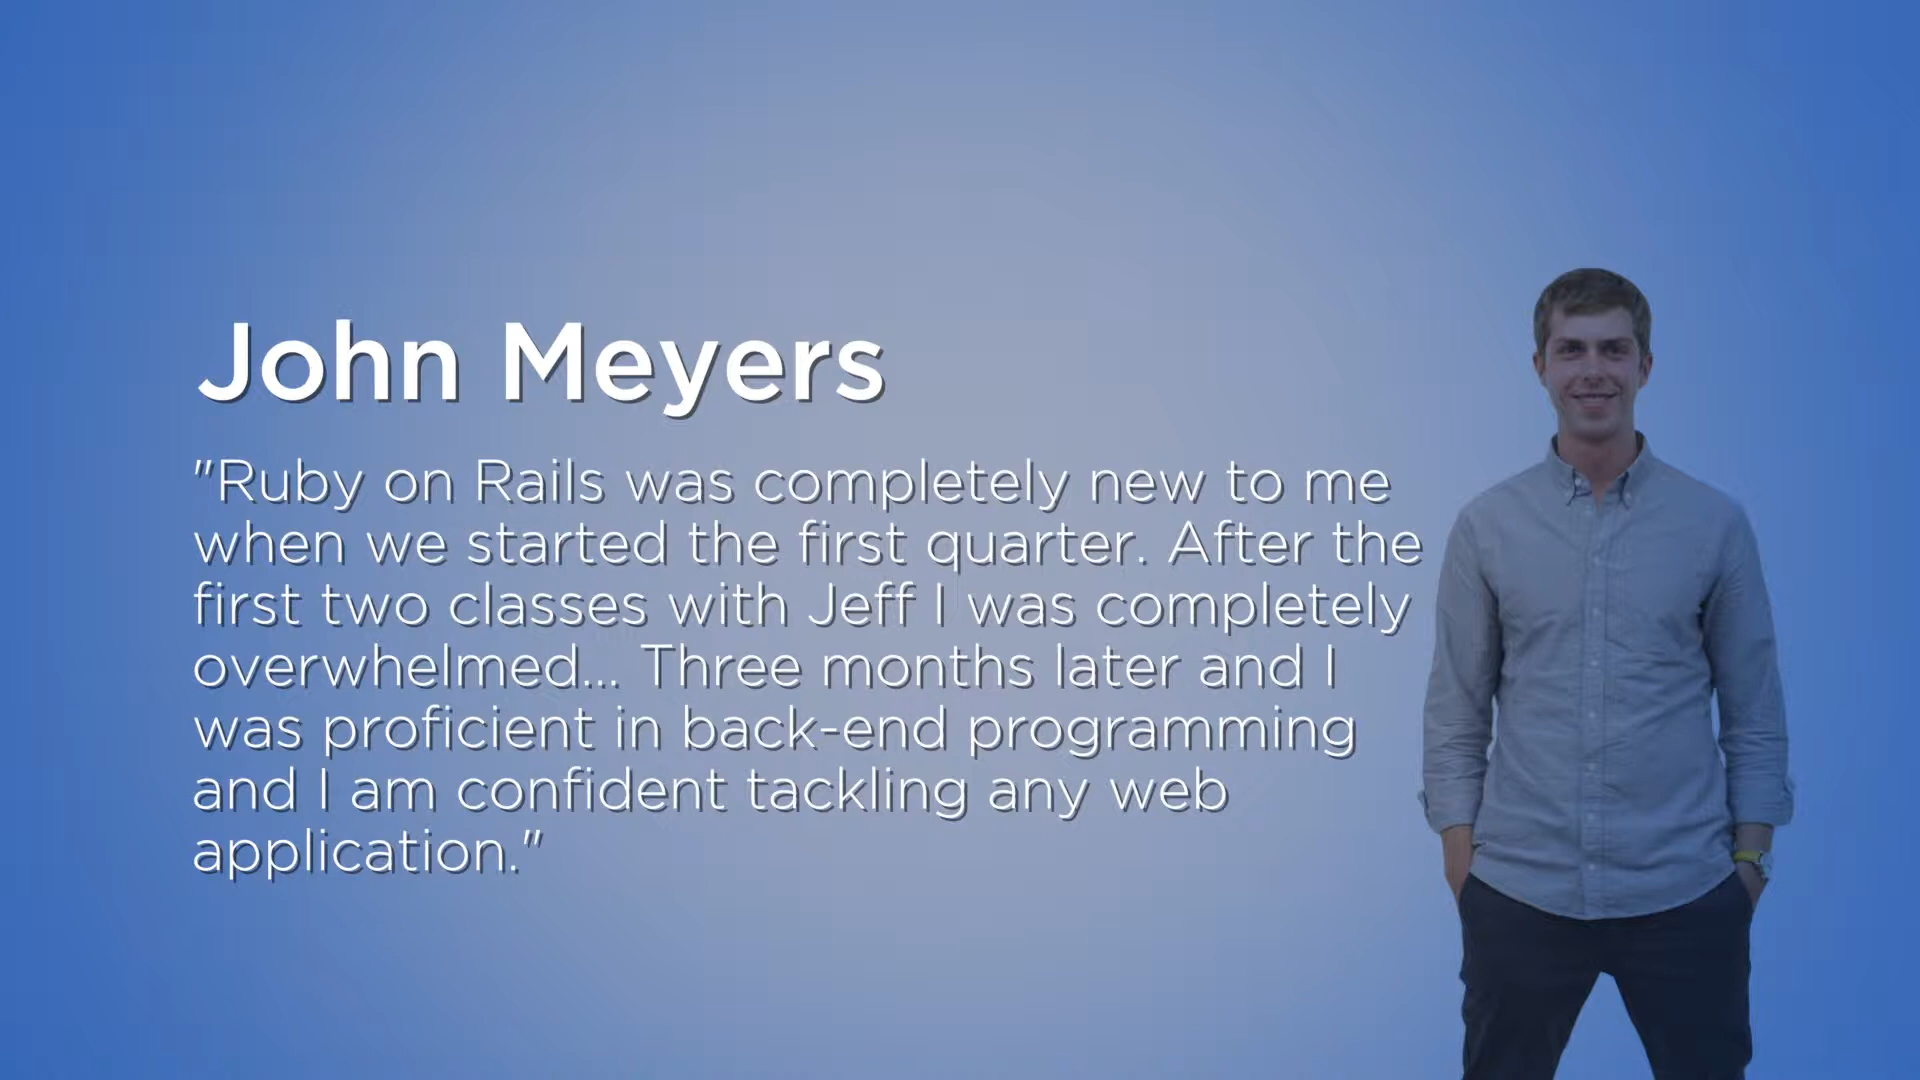 John Meyers
"Ruby on Rails was completely new to me
when we started the first quarter. After the
first two classes with Jeff I was completely
overwhelmed... Three months later and I
was proficient in back-end programming
and I am confident tackling any web
application."